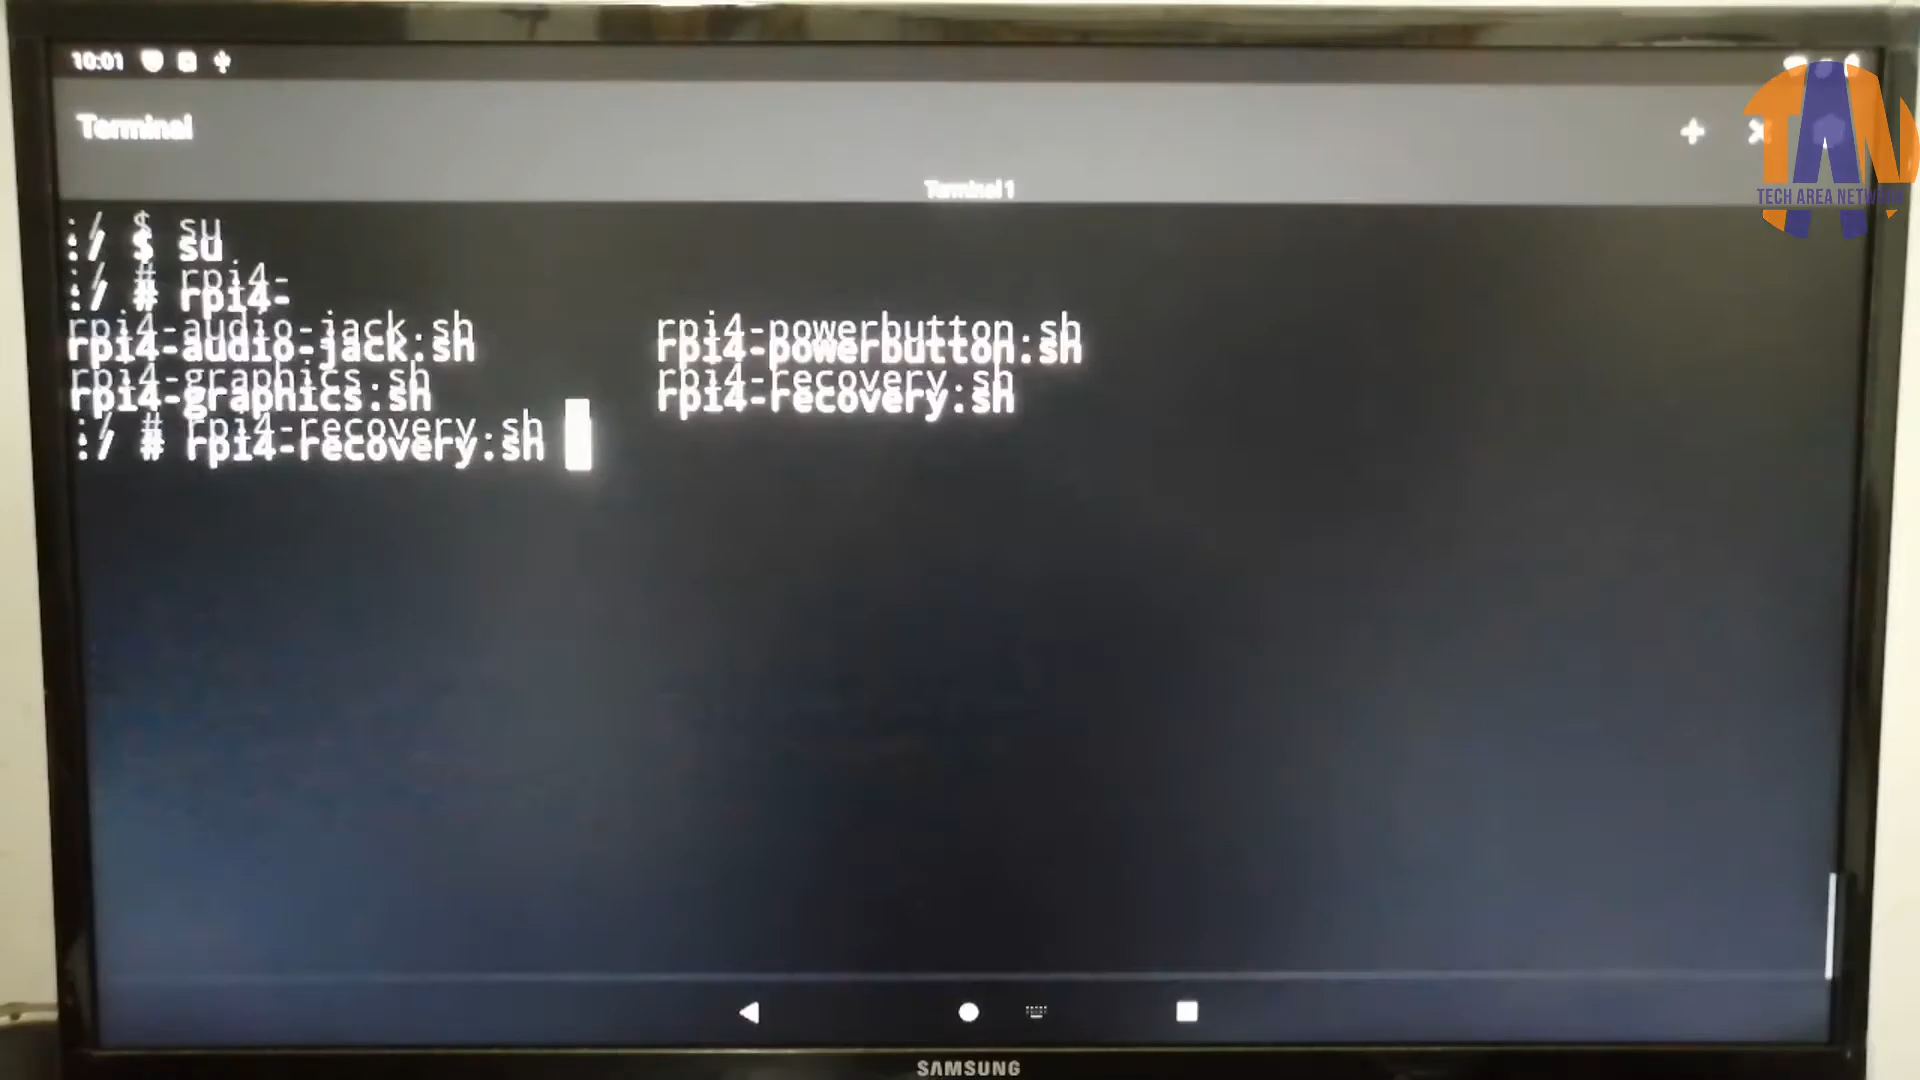 10:01
Terminal
TAN
TECH AREA NETWORK
Terminal 1
:/ $ su
:/ # rpi4-
rpi4-audio-jack.sh rpi4-powerbutton.sh
rpi4-graphics.sh rpi4-recovery.sh
:/ # rpi4-recovery.sh
SAMSUNG